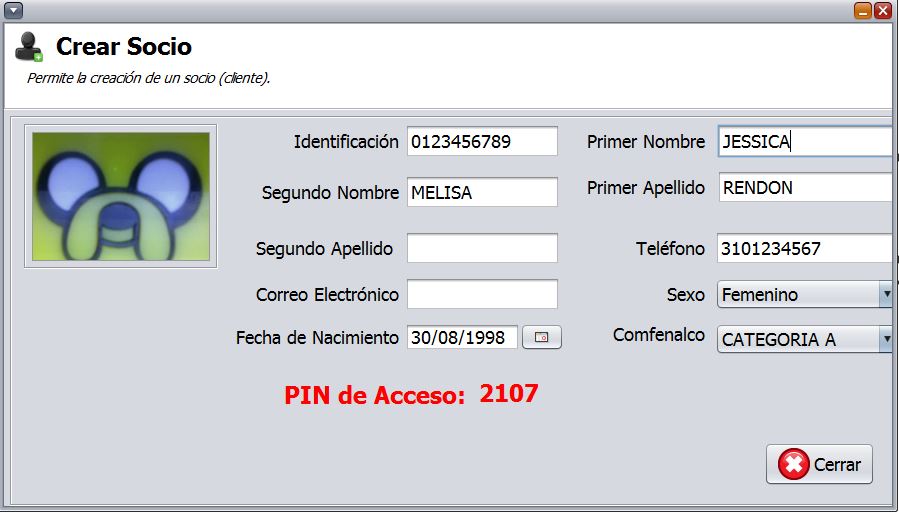 Crear Socio
Permite la creación de un socio (cliente).
Identificación 0123456789 Primer Nombre JESSICA
Segundo Nombre MELISA Primer Apellido RENDON
Segundo Apellido Teléfono 3101234567
Correo Electrónico Sexo Femenino
Fecha de Nacimiento 30/08/1998 Comfenalco CATEGORIA A
PIN de Acceso: 2107
Cerrar